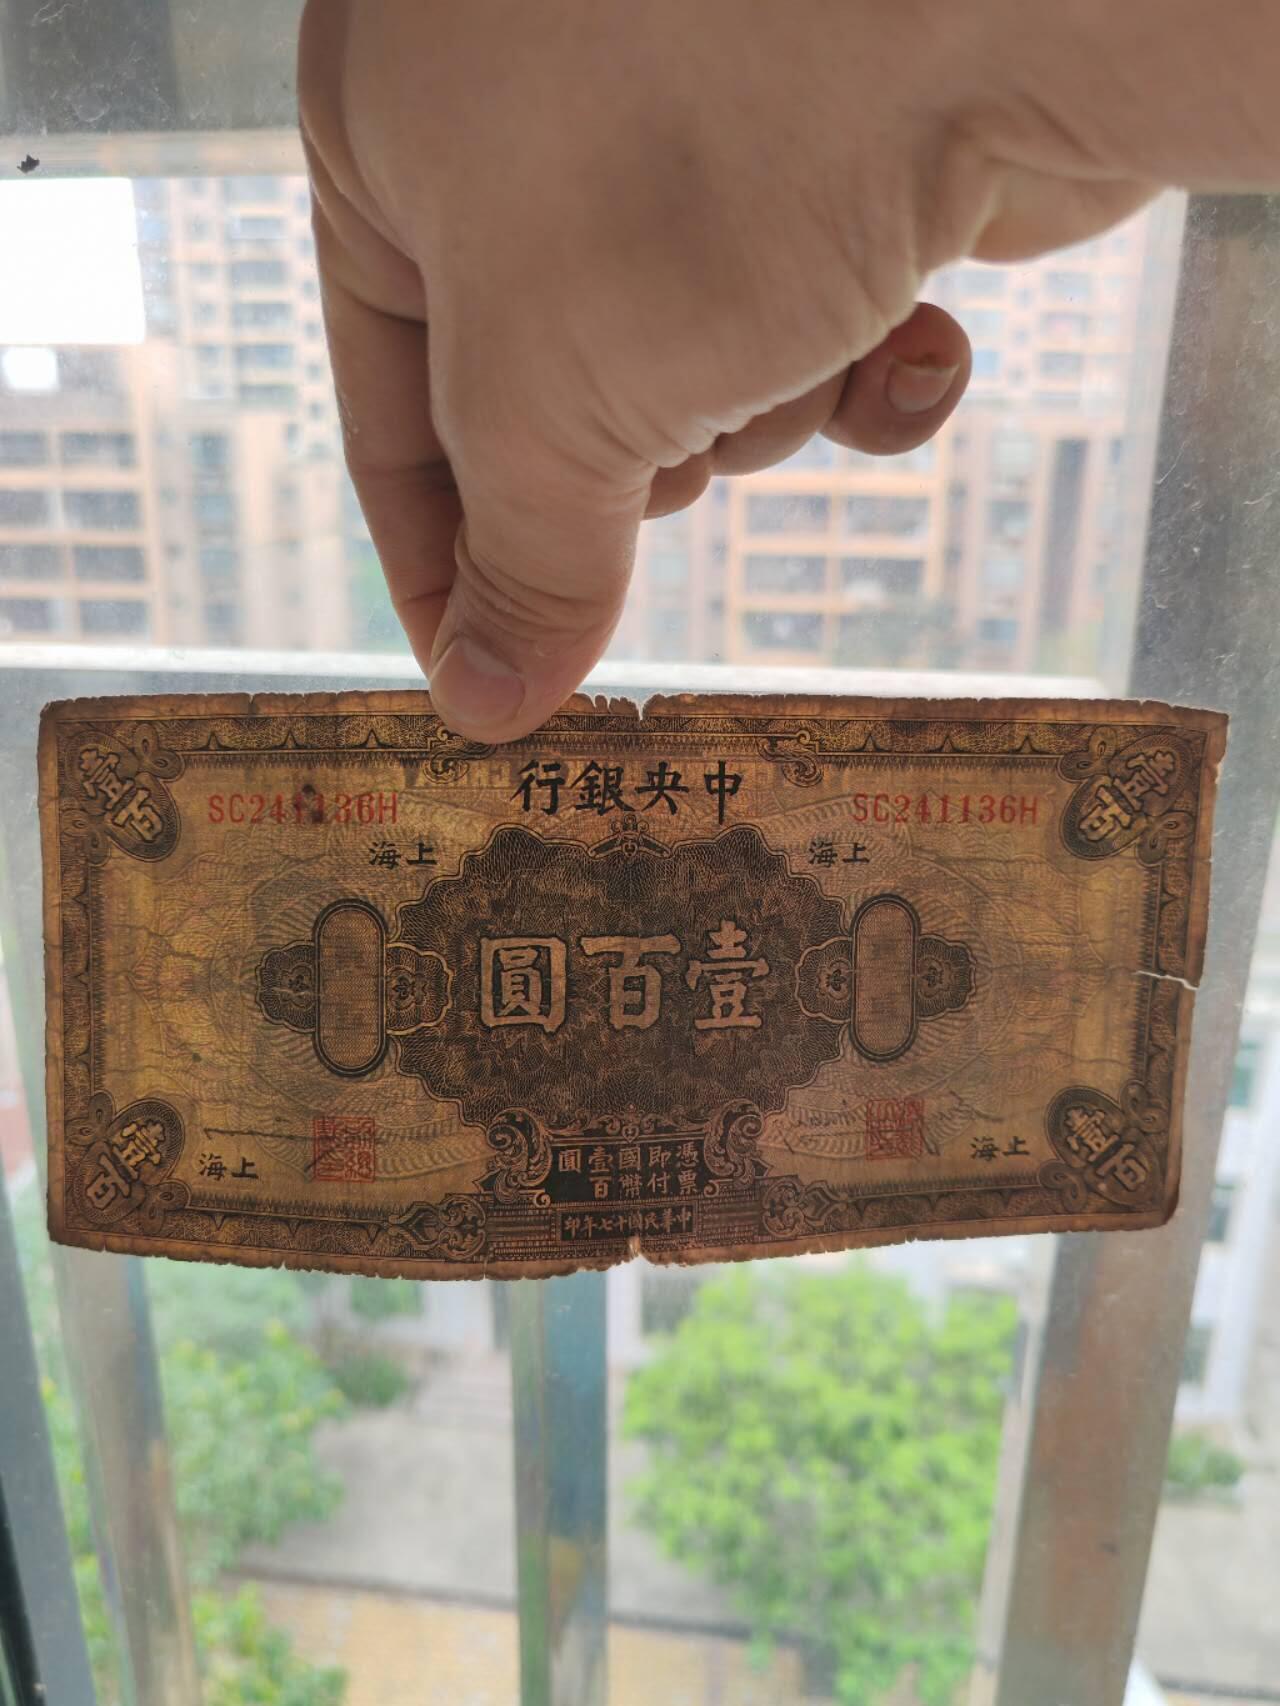 中央銀行
SC241136H SC241136H
上海 上海
壹百 壹百
壹百圓
上海 上海
壹百 壹百
憑票即付國幣壹百圓
中華民國十七年印